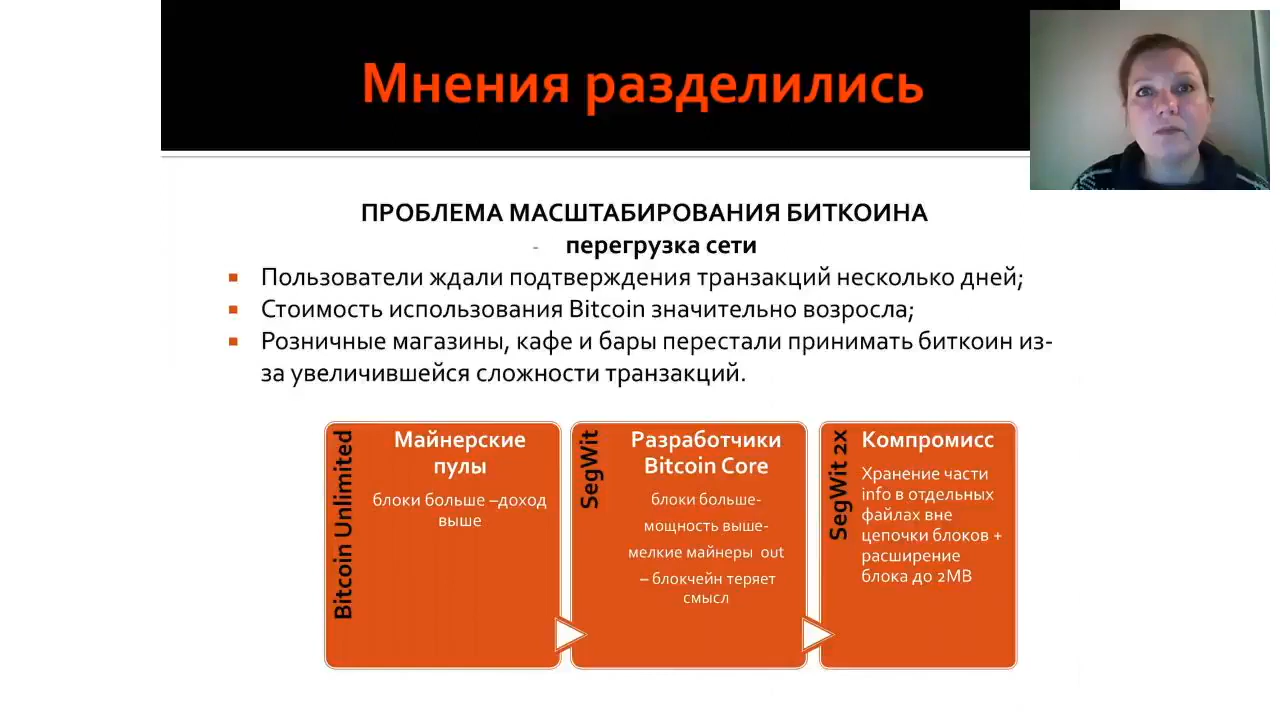 Мнения разделились
ПРОБЛЕМА МАСШТАБИРОВАНИЯ БИТКОИНА
- перегрузка сети
Пользователи ждали подтверждения транзакций несколько дней;
Стоимость использования Bitcoin значительно возросла;
Розничные магазины, кафе и бары перестали принимать биткоин из-
за увеличившейся сложности транзакций.
Bitcoin Unlimited
Майнерские
пулы
блоки больше –доход
выше
SegWit
Разработчики
Bitcoin Core
блоки больше-
мощность выше-
мелкие майнеры out
– блокчейн теряет
смысл
SegWit 2x
Компромисс
Хранение части
info в отдельных
файлах вне
цепочки блоков +
расширение
блока до 2МВ